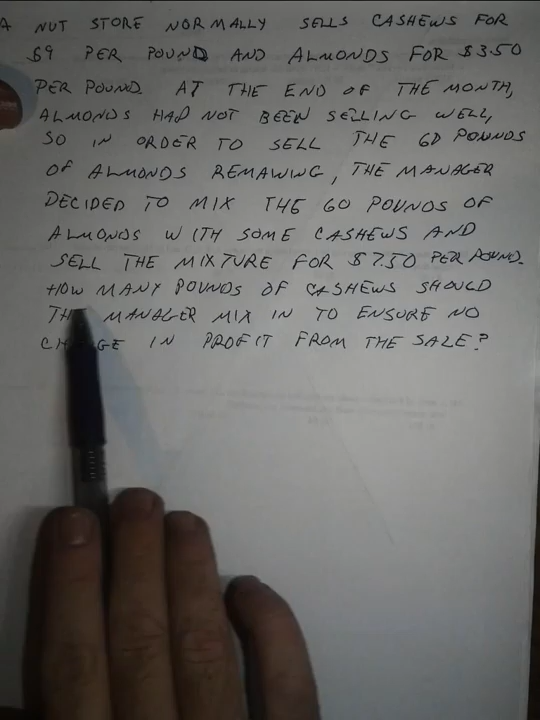 A NUT STORE NORMALLY SELLS CASHEWS FOR
$9 PER POUND AND ALMONDS FOR $3.50
PER POUND. AT THE END OF THE MONTH,
ALMONDS HAD NOT BEEN SELLING WELL,
SO IN ORDER TO SELL THE 60 POUNDS
OF ALMONDS REMAINING, THE MANAGER
DECIDED TO MIX THE 60 POUNDS OF
ALMONDS WITH SOME CASHEWS AND
SELL THE MIXTURE FOR $7.50 PER POUND.
HOW MANY POUNDS OF CASHEWS SHOULD
THE MANAGER MIX IN TO ENSURE NO
CHANGE IN PROFIT FROM THE SALE?